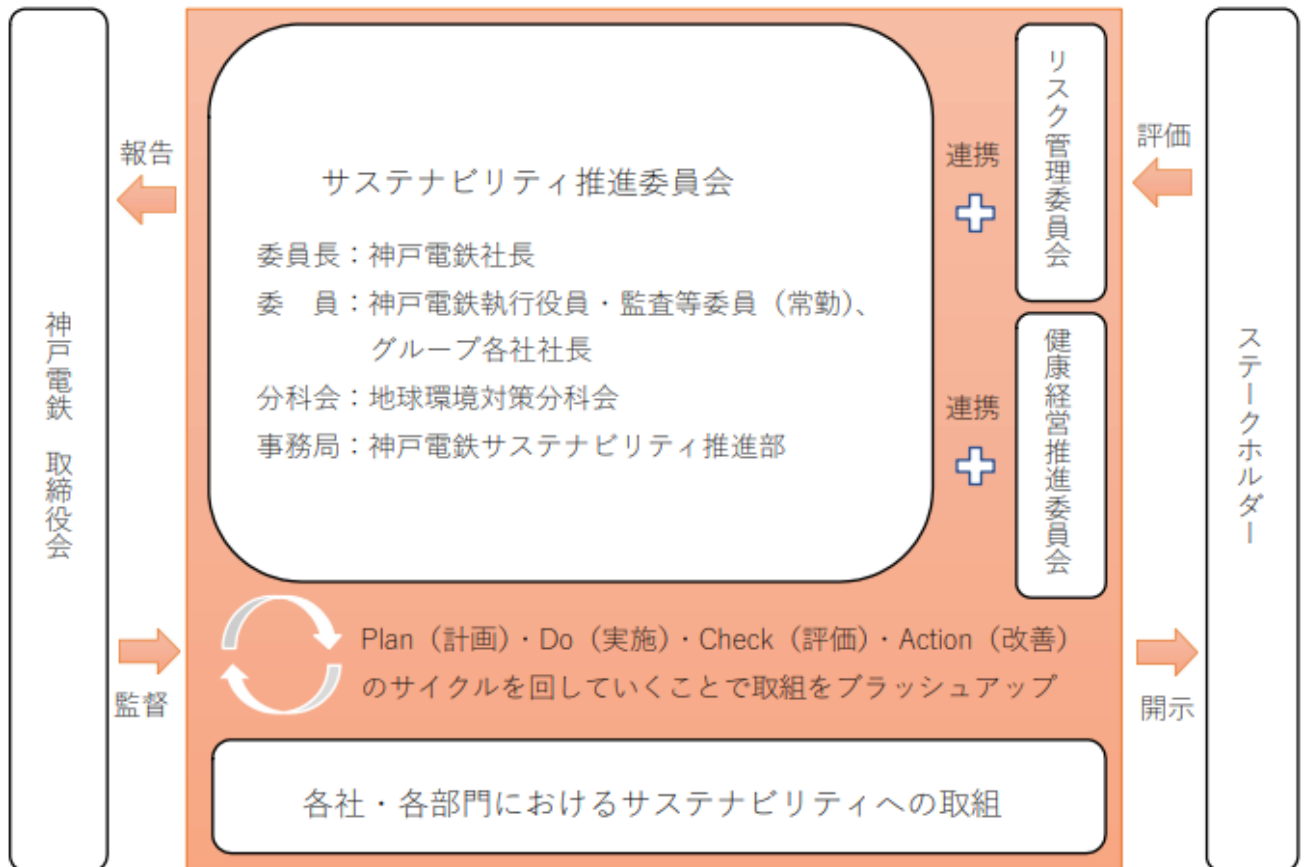 神戸電鉄　取締役会
報告
監督
サステナビリティ推進委員会
委員長：神戸電鉄社長
委　員：神戸電鉄執行役員・監査等委員（常勤）、
グループ各社社長
分科会：地球環境対策分科会
事務局：神戸電鉄サステナビリティ推進部
連携
リスク管理委員会
連携
健康経営推進委員会
Plan（計画）・Do（実施）・Check（評価）・Action（改善）
のサイクルを回していくことで取組をブラッシュアップ
各社・各部門におけるサステナビリティへの取組
評価
開示
ステークホルダー